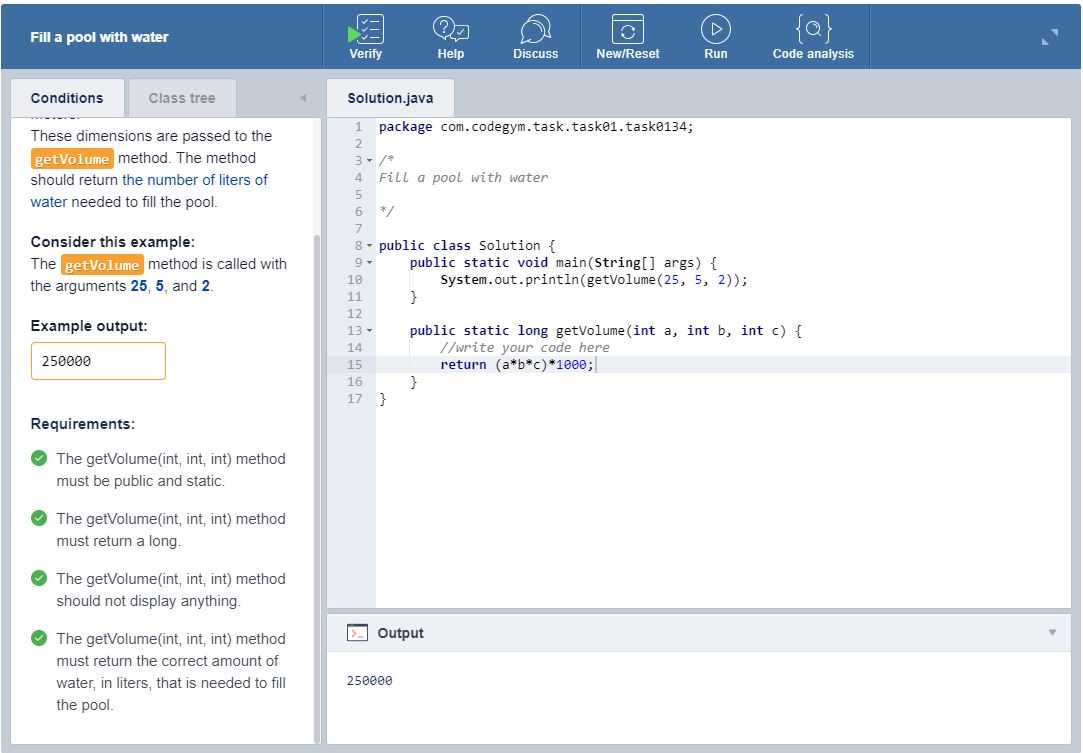 Fill a pool with water
Verify
Help
Discuss
New/Reset
Run
Code analysis
Conditions
Class tree
These dimensions are passed to the
getVolume method. The method
should return the number of liters of
water needed to fill the pool.
Consider this example:
The getVolume method is called with
the arguments 25, 5, and 2.
Example output:
250000
Requirements:
The getVolume(int, int, int) method
must be public and static.
The getVolume(int, int, int) method
must return a long.
The getVolume(int, int, int) method
should not display anything.
The getVolume(int, int, int) method
must return the correct amount of
water, in liters, that is needed to fill
the pool.
Solution.java
1 package com.codegym.task.task01.task0134;
2
3 /*
4 Fill a pool with water
5
6 */
7
8 public class Solution {
9     public static void main(String[] args) {
10         System.out.println(getVolume(25, 5, 2));
11     }
12
13     public static long getVolume(int a, int b, int c) {
14         //write your code here
15         return (a*b*c)*1000;
16     }
17 }
Output
250000